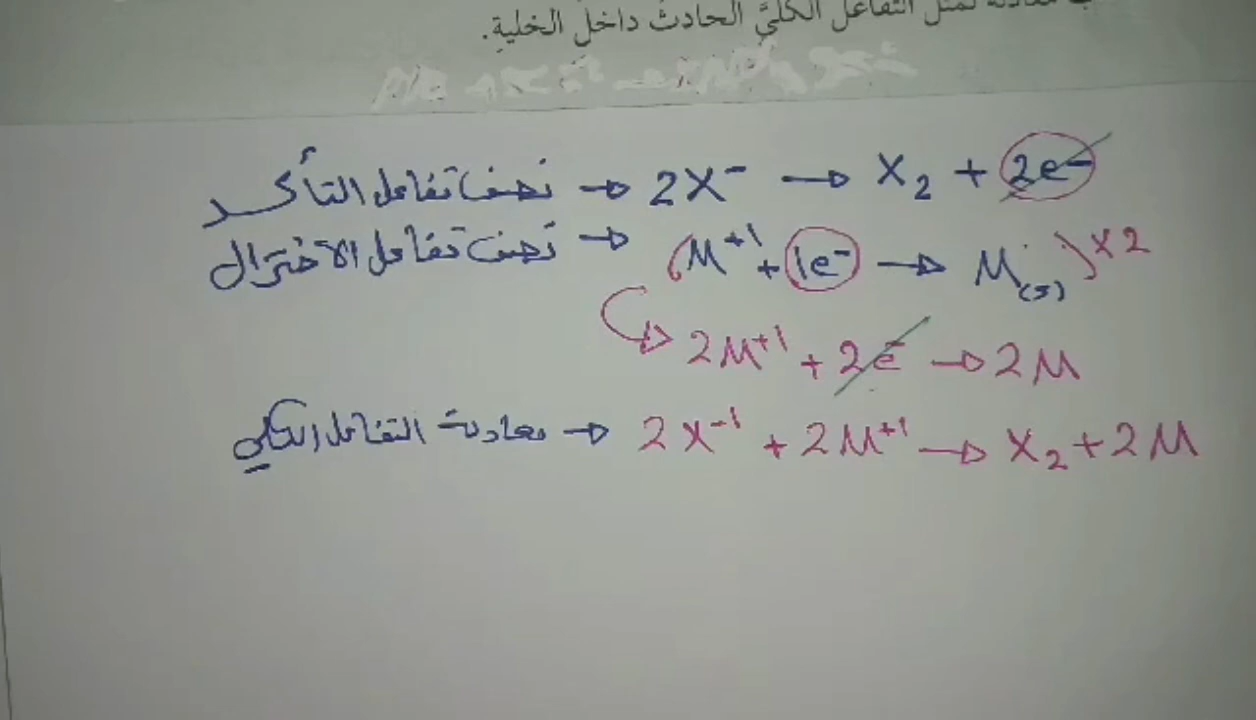 معادلة تمثل التفاعل الكليَّ الحادثَ داخل الخليةِ.
نصف تفاعل التأكسد → 2X⁻ → X₂ + 2e⁻
نصف تفاعل الاختزال → (M⁺¹ + 1e⁻ → M₍s₎) x2
→ 2M⁺¹ + 2e⁻ → 2M
معادلة التفاعل الكلي → 2X⁻¹ + 2M⁺¹ → X₂ + 2M